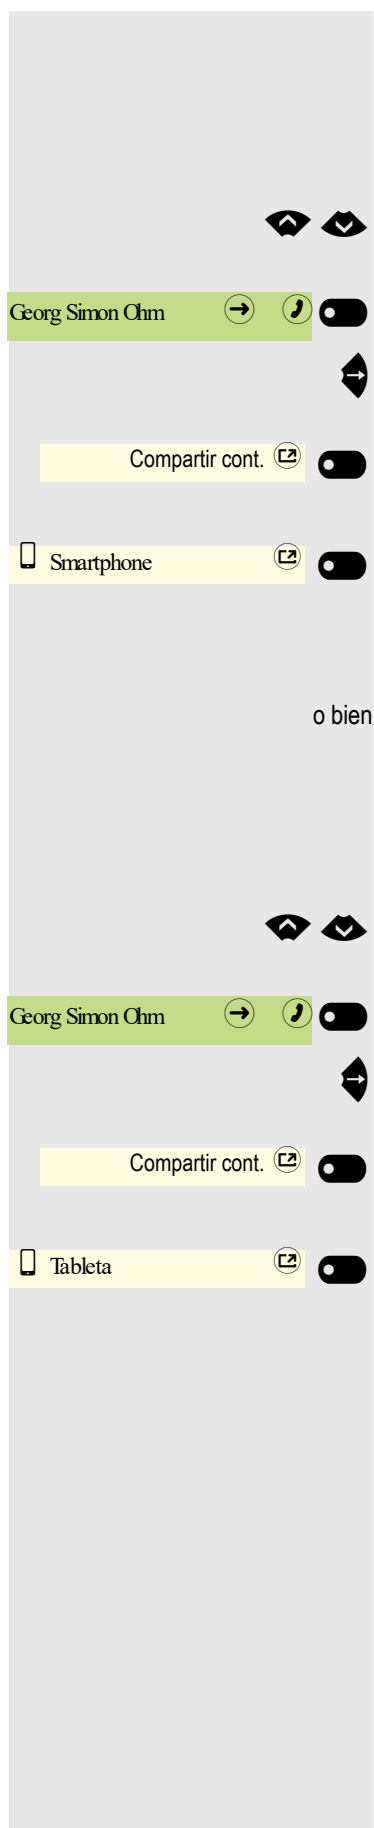 Georg Simon Ohm
Compartir cont.
Smartphone
o bien
Georg Simon Ohm
Compartir cont.
Tableta